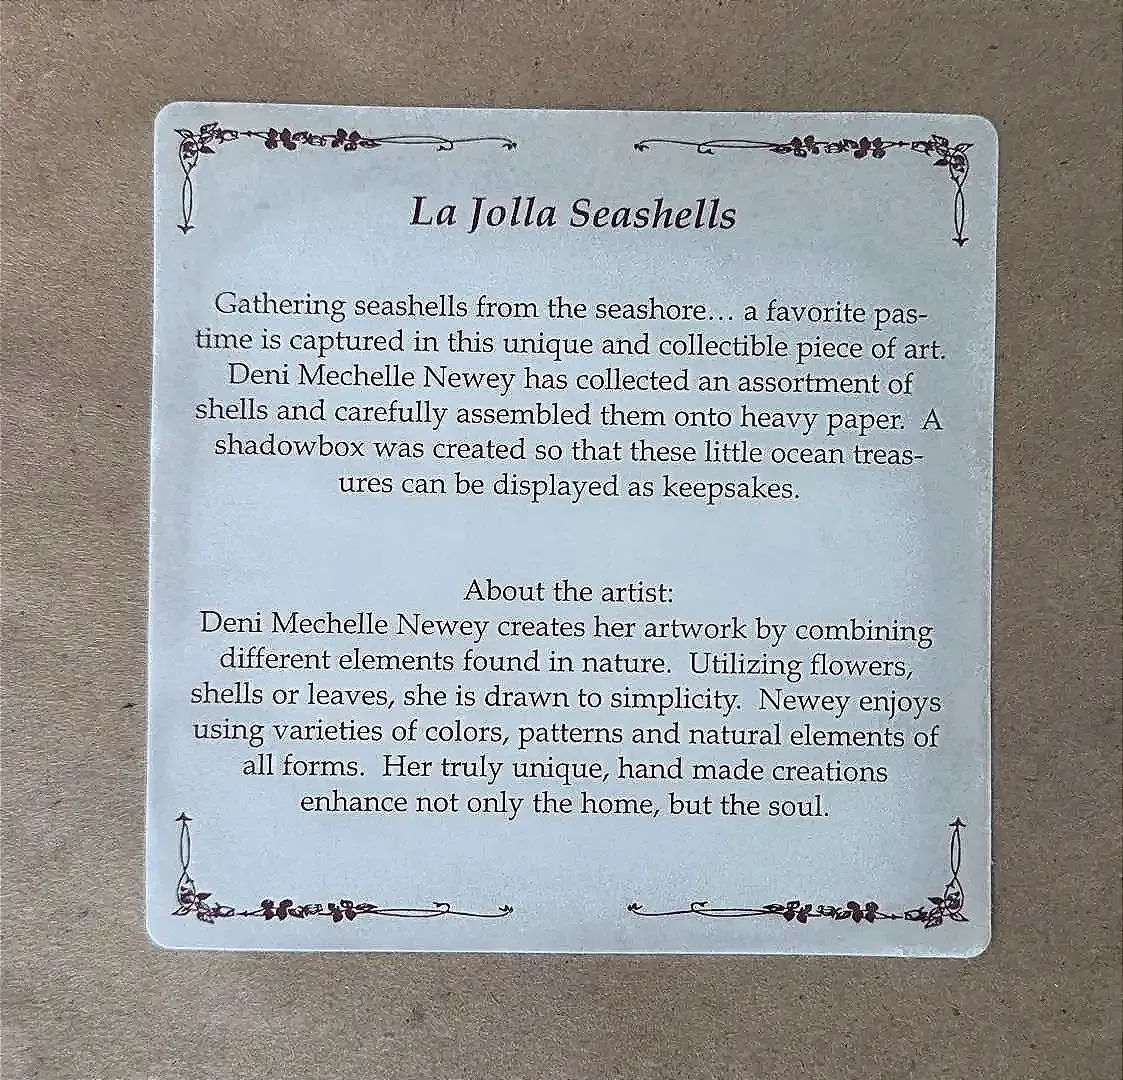 La Jolla Seashells
Gathering seashells from the seashore... a favorite pas-
time is captured in this unique and collectible piece of art.
Deni Mechelle Newey has collected an assortment of
shells and carefully assembled them onto heavy paper.  A
shadowbox was created so that these little ocean treas-
ures can be displayed as keepsakes.
About the artist:
Deni Mechelle Newey creates her artwork by combining
different elements found in nature.  Utilizing flowers,
shells or leaves, she is drawn to simplicity.  Newey enjoys
using varieties of colors, patterns and natural elements of
all forms.  Her truly unique, hand made creations
enhance not only the home, but the soul.